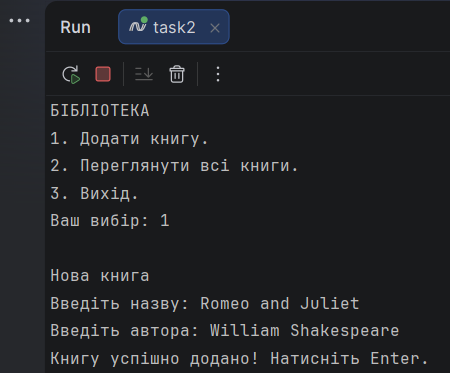 Run task2
БІБЛІОТЕКА
1. Додати книгу.
2. Переглянути всі книги.
3. Вихід.
Ваш вибір: 1
Нова книга
Введіть назву: Romeo and Juliet
Введіть автора: William Shakespeare
Книгу успішно додано! Натисніть Enter.